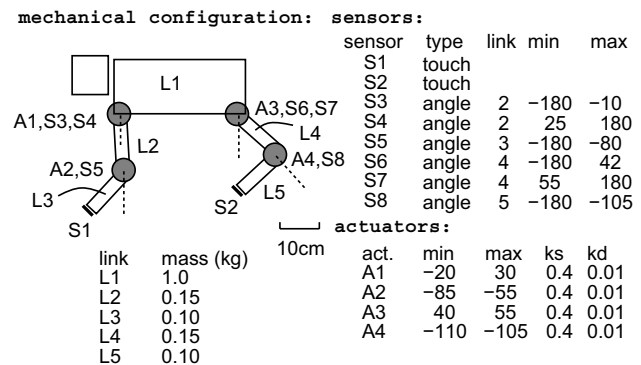 mechanical configuration:
L1
A1,S3,S4
A3,S6,S7
L4
L2
A2,S5
A4,S8
L3
L5
S2
S1
10cm
link mass (kg)
L1 1.0
L2 0.15
L3 0.10
L4 0.15
L5 0.10
sensors:
sensor type link min max
S1 touch
S2 touch
S3 angle 2 −180 −10
S4 angle 2 25 180
S5 angle 3 −180 −80
S6 angle 4 −180 42
S7 angle 4 55 180
S8 angle 5 −180 −105
actuators:
act. min max ks kd
A1 −20 30 0.4 0.01
A2 −85 −55 0.4 0.01
A3 40 55 0.4 0.01
A4 −110 −105 0.4 0.01